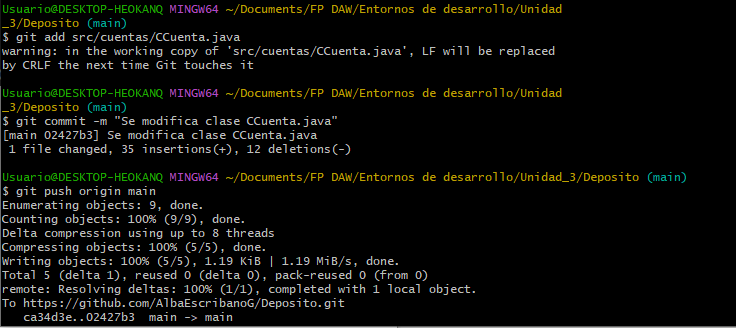 Usuario@DESKTOP-HEOKANQ MINGW64 ~/Documents/FP DAW/Entornos de desarrollo/Unidad
_3/Deposito (main)
$ git add src/cuentas/CCuenta.java
warning: in the working copy of 'src/cuentas/CCuenta.java', LF will be replaced
by CRLF the next time Git touches it

Usuario@DESKTOP-HEOKANQ MINGW64 ~/Documents/FP DAW/Entornos de desarrollo/Unidad
_3/Deposito (main)
$ git commit -m "Se modifica clase CCuenta.java"
[main 02427b3] Se modifica clase CCuenta.java
 1 file changed, 35 insertions(+), 12 deletions(-)

Usuario@DESKTOP-HEOKANQ MINGW64 ~/Documents/FP DAW/Entornos de desarrollo/Unidad_3/Deposito (main)
$ git push origin main
Enumerating objects: 9, done.
Counting objects: 100% (9/9), done.
Delta compression using up to 8 threads
Compressing objects: 100% (5/5), done.
Writing objects: 100% (5/5), 1.19 KiB | 1.19 MiB/s, done.
Total 5 (delta 1), reused 0 (delta 0), pack-reused 0 (from 0)
remote: Resolving deltas: 100% (1/1), completed with 1 local object.
To https://github.com/AlbaEscribanoG/Deposito.git
   ca34d3e..02427b3  main -> main